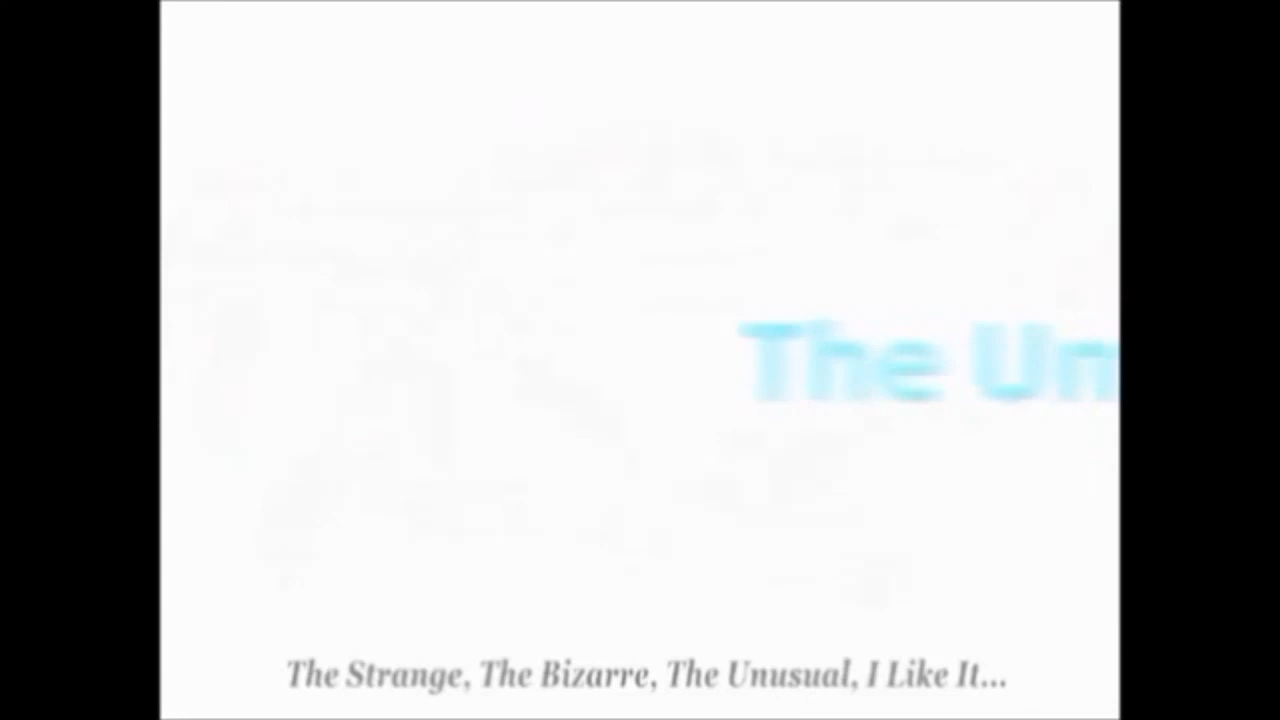 The Un
The Strange, The Bizarre, The Unusual, I Like It...